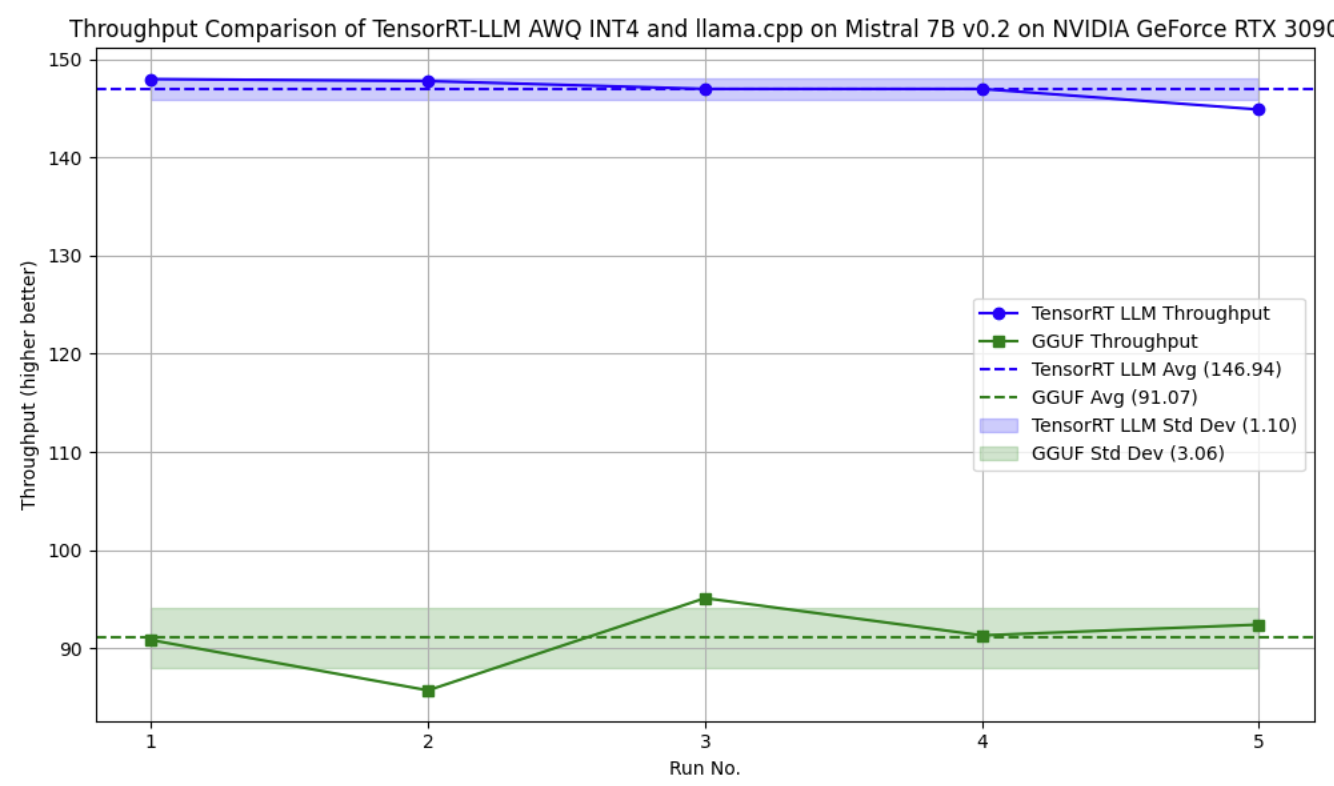 Throughput Comparison of TensorRT-LLM AWQ INT4 and llama.cpp on Mistral 7B v0.2 on NVIDIA GeForce RTX 3090
150
140
130
120
110
100
90
Throughput (higher better)
TensorRT LLM Throughput
GGUF Throughput
TensorRT LLM Avg (146.94)
GGUF Avg (91.07)
TensorRT LLM Std Dev (1.10)
GGUF Std Dev (3.06)
1 2 3 4 5
Run No.